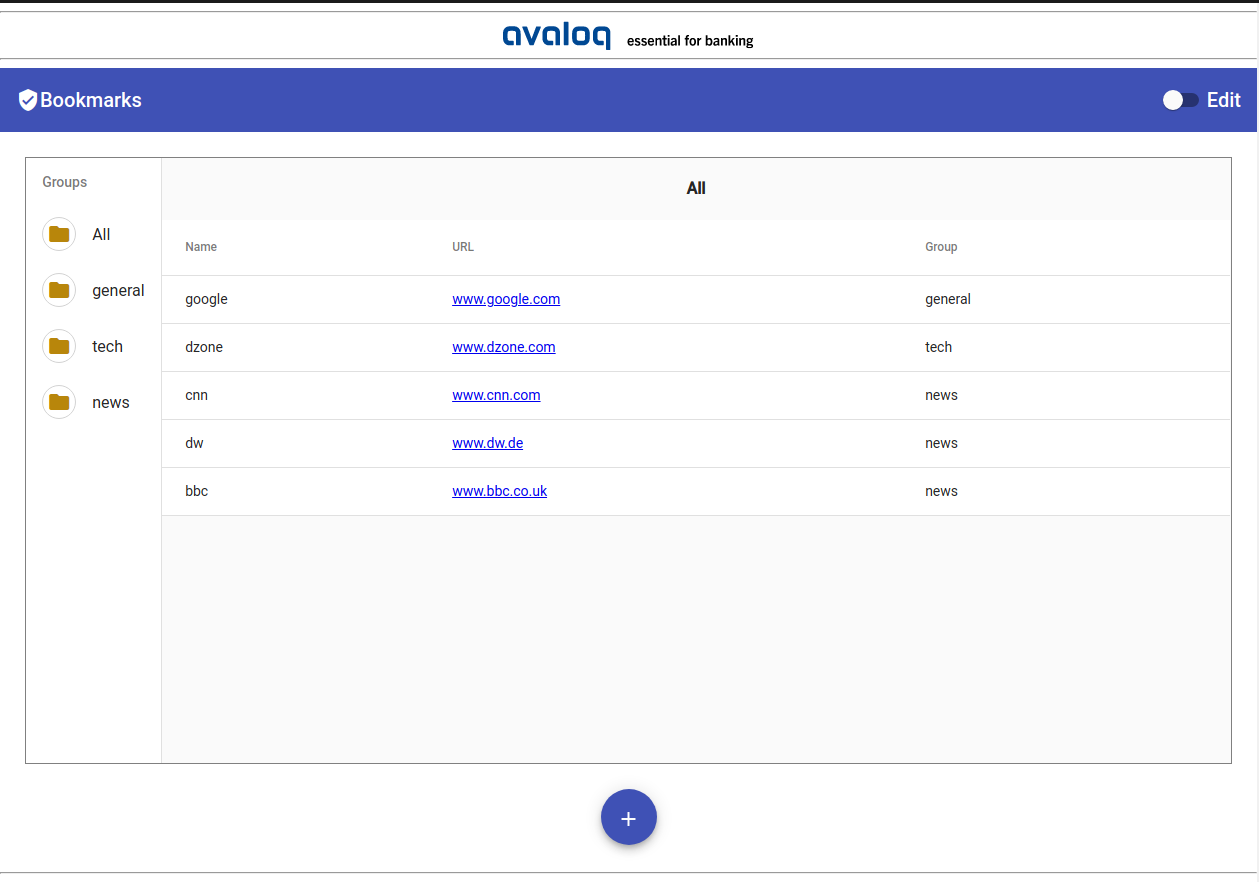 avaloq essential for banking
Bookmarks Edit
Groups
All
general
tech
news
All
Name URL Group
google www.google.com general
dzone www.dzone.com tech
cnn www.cnn.com news
dw www.dw.de news
bbc www.bbc.co.uk news
+